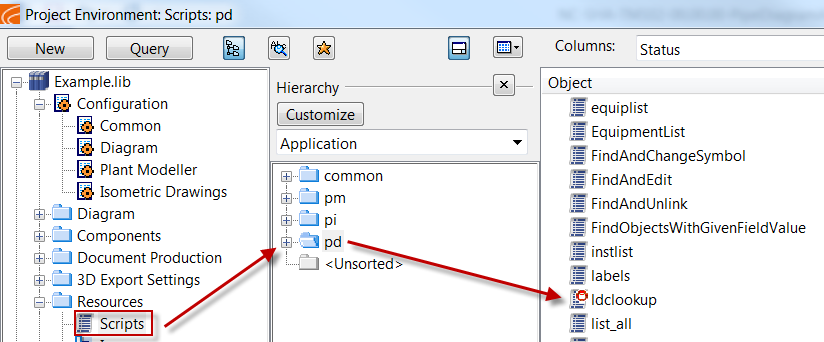 Project Environment: Scripts: pd
New
Query
Columns:
Status
Example.lib
Configuration
Common
Diagram
Plant Modeller
Isometric Drawings
Diagram
Components
Document Production
3D Export Settings
Resources
Scripts
Hierarchy
Customize
Application
common
pm
pi
pd
<Unsorted>
Object
equiplist
EquipmentList
FindAndChangeSymbol
FindAndEdit
FindAndUnlink
FindObjectsWithGivenFieldValue
instlist
labels
ldclookup
list_all